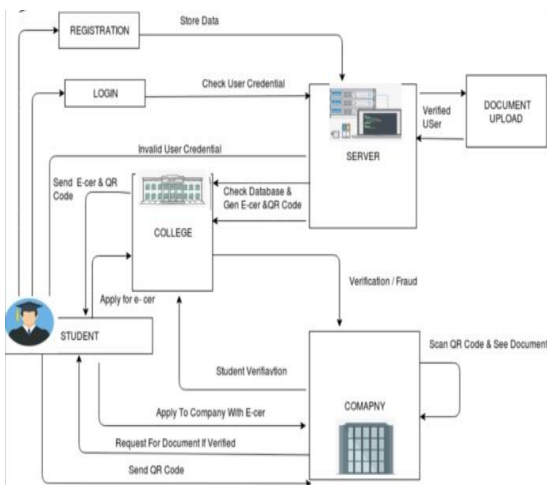 REGISTRATION
Store Data
LOGIN
Check User Credential
SERVER
Verified
USer
DOCUMENT
UPLOAD
Invalid User Credential
Send E-cer & QR
Code
COLLEGE
Check Database &
Gen E-cer &QR Code
Apply for e- cer
STUDENT
Verification / Fraud
Scan QR Code & See Document
Student Verifiavtion
COMAPNY
Apply To Company With E-cer
Request For Document If Verified
Send QR Code